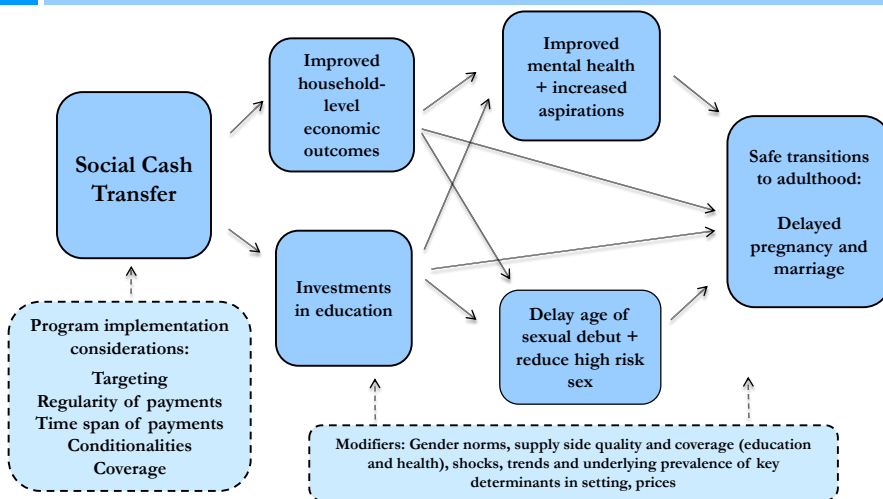 Social Cash
Transfer
Improved
household-
level
economic
outcomes
Investments
in education
Improved
mental health
+ increased
aspirations
Delay age of
sexual debut +
reduce high risk
sex
Safe transitions
to adulthood:
Delayed
pregnancy and
marriage
Program implementation
considerations:
Targeting
Regularity of payments
Time span of payments
Conditionalities
Coverage
Modifiers: Gender norms, supply side quality and coverage (education
and health), shocks, trends and underlying prevalence of key
determinants in setting, prices